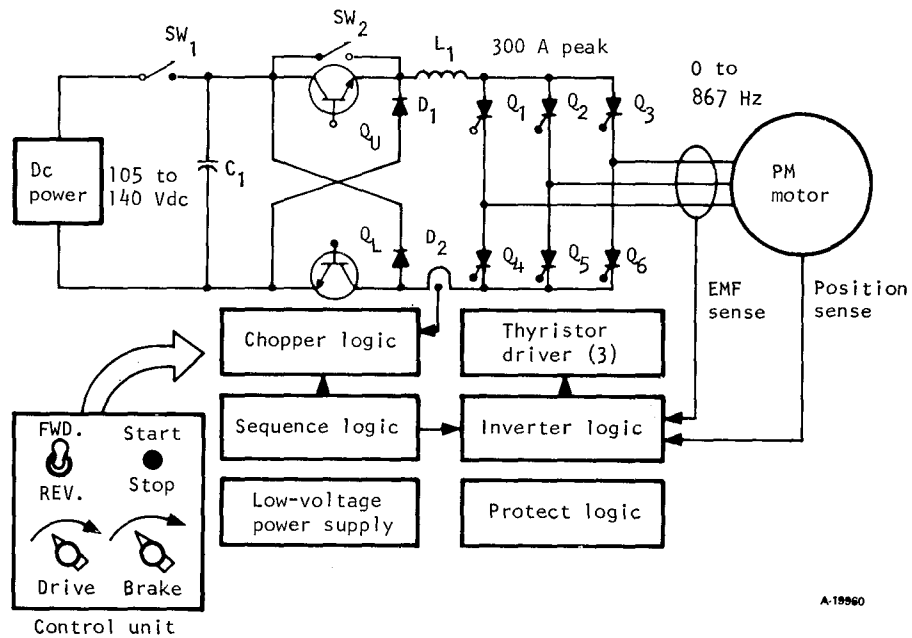 SW1
SW2
L1
300 A peak
0 to
867 Hz
Dc
power
105 to
140 Vdc
C1
QU
D1
Q1
Q2
Q3
PM
motor
QL
D2
Q4
Q5
Q6
EMF
sense
Position
sense
Chopper logic
Thyristor
driver (3)
Sequence logic
Inverter logic
Low-voltage
power supply
Protect logic
FWD.
REV.
Start
Stop
Drive
Brake
Control unit
A-19960